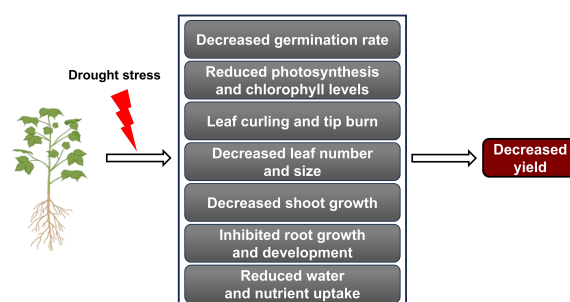 Drought stress
Decreased germination rate
Reduced photosynthesis
and chlorophyll levels
Leaf curling and tip burn
Decreased leaf number
and size
Decreased shoot growth
Inhibited root growth
and development
Reduced water
and nutrient uptake
Decreased
yield